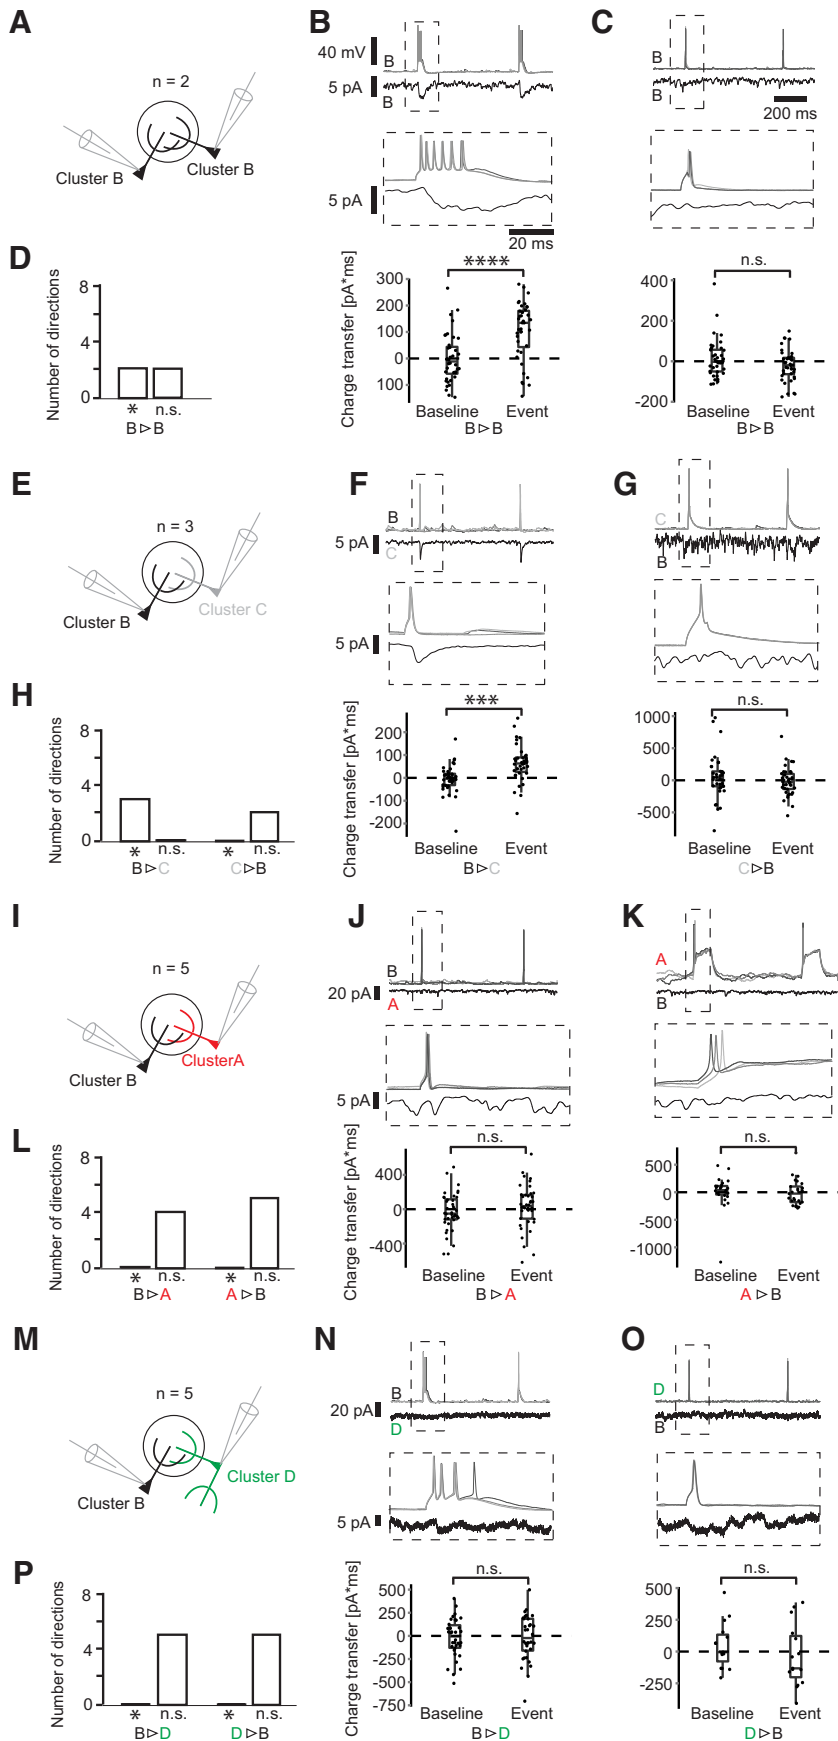 A
n = 2
Cluster B
Cluster B
B
40 mV
B
5 pA
B
5 pA
20 ms
C
B
B
200 ms
D
Number of directions
8
4
0
* n.s.
B▷B
****
Charge transfer [pA*ms]
300
200
100
0
100
Baseline Event
B▷B
n.s.
400
200
0
-200
Baseline Event
B▷B
E
n = 3
Cluster B
Cluster C
F
B
5 pA
C
5 pA
G
C
B
H
Number of directions
8
4
0
* n.s. * n.s.
B▷C C▷B
***
Charge transfer [pA*ms]
200
100
0
-100
-200
Baseline Event
B▷C
n.s.
1000
500
0
-500
Baseline Event
C▷B
I
n = 5
Cluster B
ClusterA
J
B
20 pA
A
5 pA
K
A
B
L
Number of directions
8
4
0
* n.s. * n.s.
B▷A A▷B
n.s.
Charge transfer [pA*ms]
400
0
-400
Baseline Event
B▷A
n.s.
500
0
-500
-1000
Baseline Event
A▷B
M
n = 5
Cluster B
Cluster D
N
B
20 pA
D
5 pA
O
D
B
P
Number of directions
8
4
0
* n.s. * n.s.
B▷D D▷B
n.s.
Charge transfer [pA*ms]
500
250
0
-250
-500
-750
Baseline Event
B▷D
n.s.
500
250
0
-250
Baseline Event
D▷B